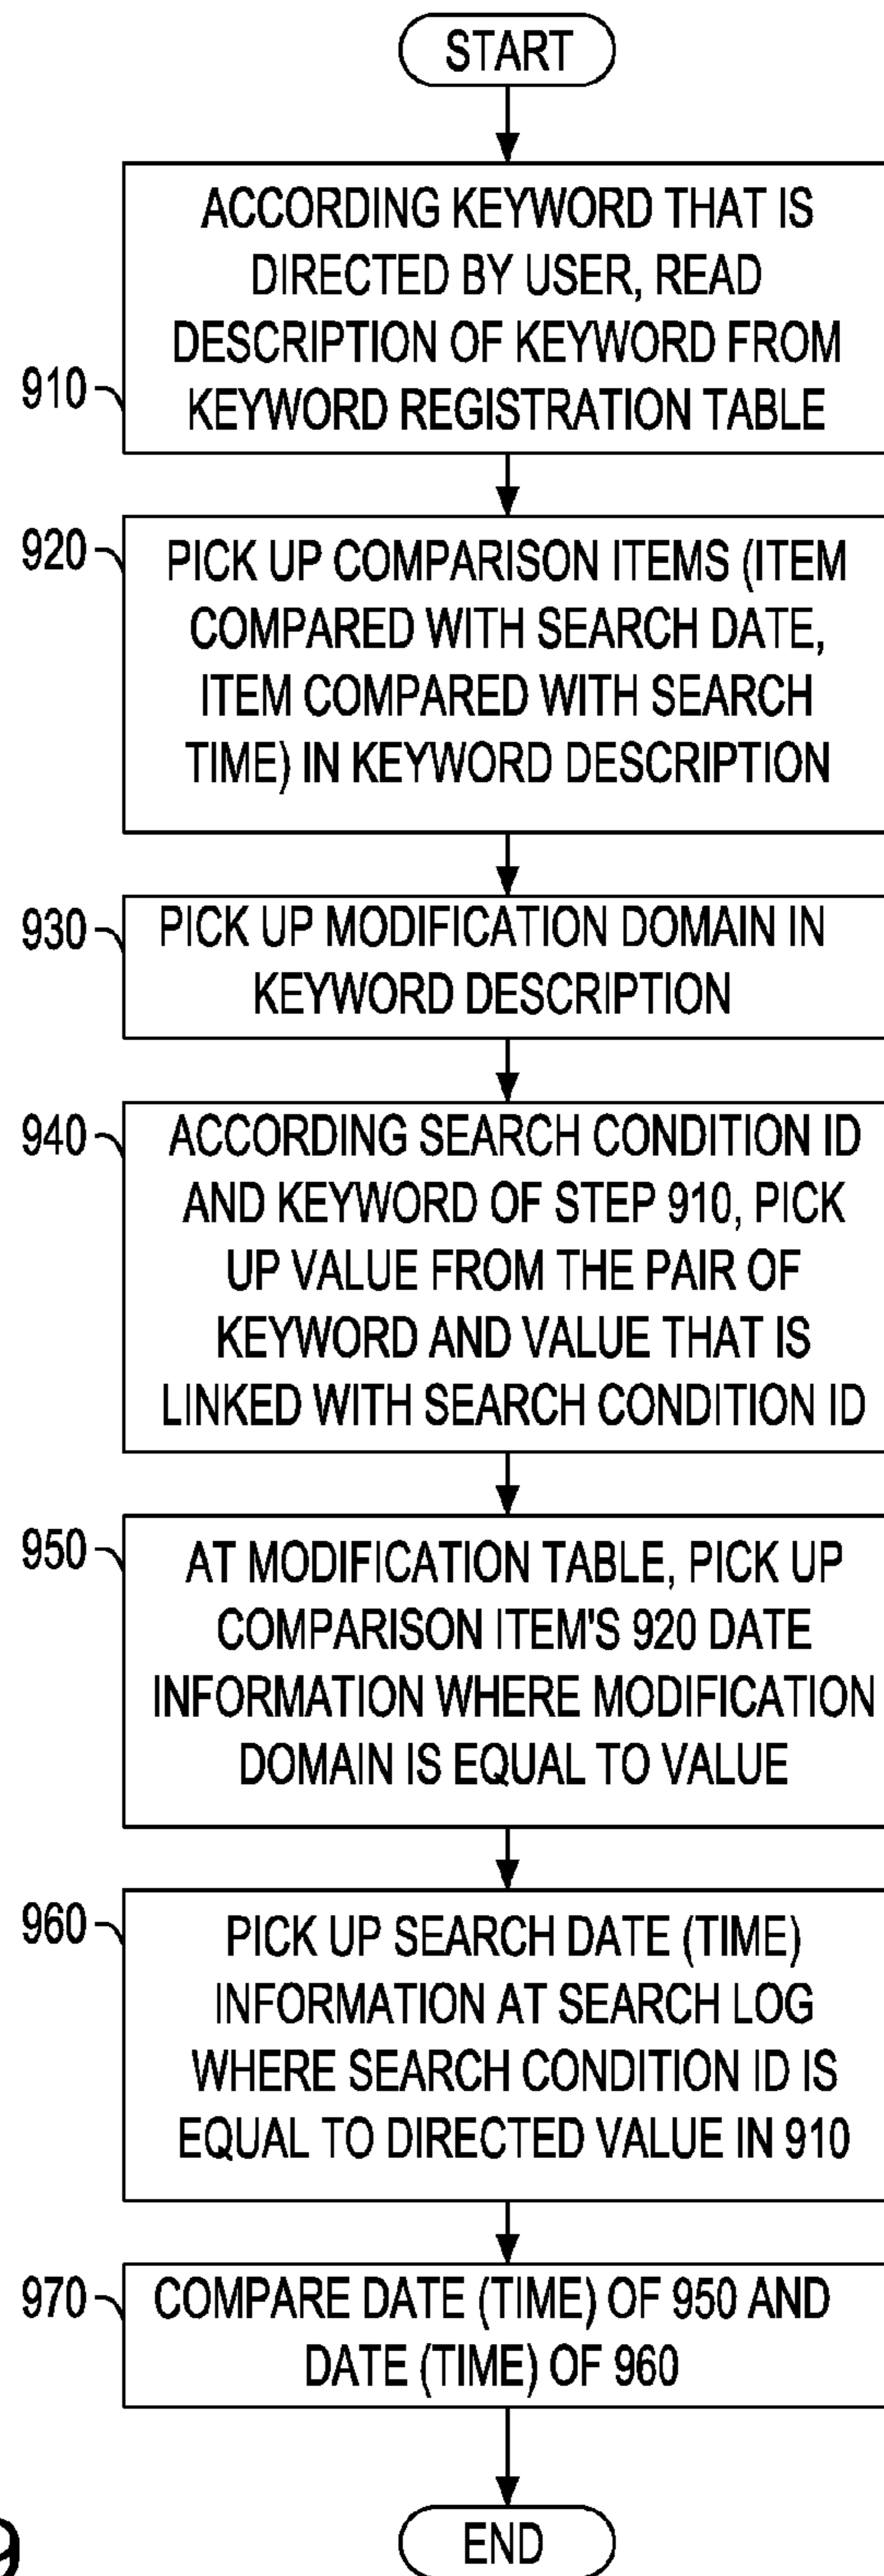 START
ACCORDING KEYWORD THAT IS
DIRECTED BY USER, READ
DESCRIPTION OF KEYWORD FROM
KEYWORD REGISTRATION TABLE
910
920
PICK UP COMPARISON ITEMS (ITEM
COMPARED WITH SEARCH DATE,
ITEM COMPARED WITH SEARCH
TIME) IN KEYWORD DESCRIPTION
930
PICK UP MODIFICATION DOMAIN IN
KEYWORD DESCRIPTION
940
ACCORDING SEARCH CONDITION ID
AND KEYWORD OF STEP 910, PICK
UP VALUE FROM THE PAIR OF
KEYWORD AND VALUE THAT IS
LINKED WITH SEARCH CONDITION ID
950
AT MODIFICATION TABLE, PICK UP
COMPARISON ITEM'S 920 DATE
INFORMATION WHERE MODIFICATION
DOMAIN IS EQUAL TO VALUE
960
PICK UP SEARCH DATE (TIME)
INFORMATION AT SEARCH LOG
WHERE SEARCH CONDITION ID IS
EQUAL TO DIRECTED VALUE IN 910
970
COMPARE DATE (TIME) OF 950 AND
DATE (TIME) OF 960
END